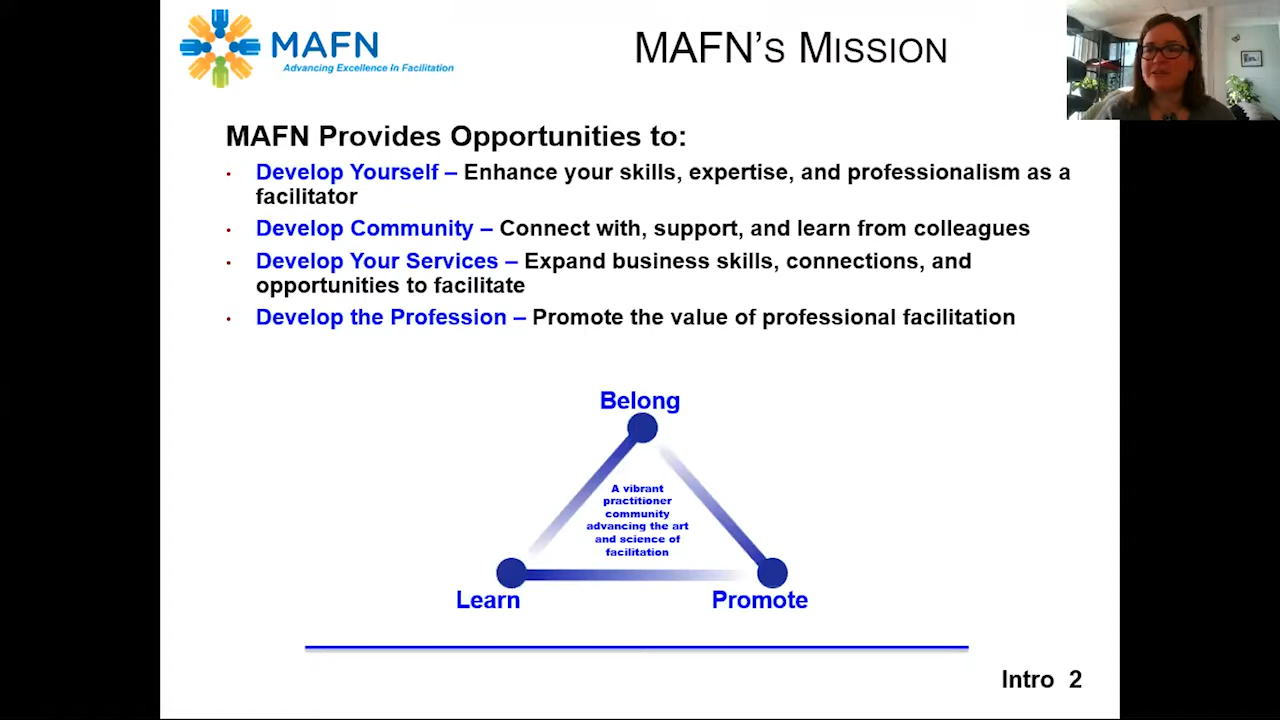 MAFN
Advancing Excellence In Facilitation
MAFN'S MISSION
MAFN Provides Opportunities to:
• Develop Yourself – Enhance your skills, expertise, and professionalism as a
facilitator
• Develop Community – Connect with, support, and learn from colleagues
• Develop Your Services – Expand business skills, connections, and
opportunities to facilitate
• Develop the Profession – Promote the value of professional facilitation
Belong
A vibrant
practitioner
community
advancing the art
and science of
facilitation
Learn
Promote
Intro 2